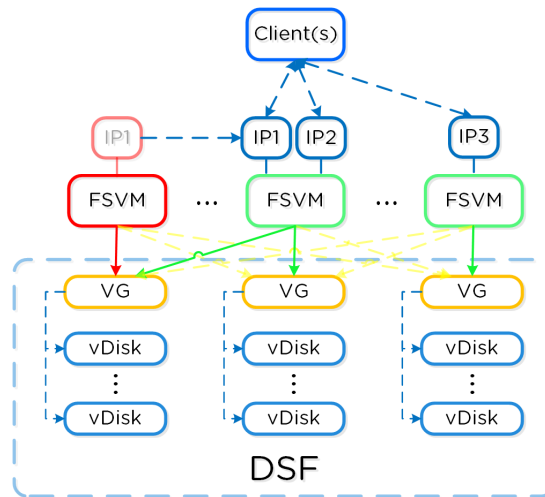 Client(s)
IP1 IP1 IP2 IP3
FSVM ... FSVM ... FSVM
VG VG VG
vDisk vDisk vDisk
vDisk vDisk vDisk
DSF